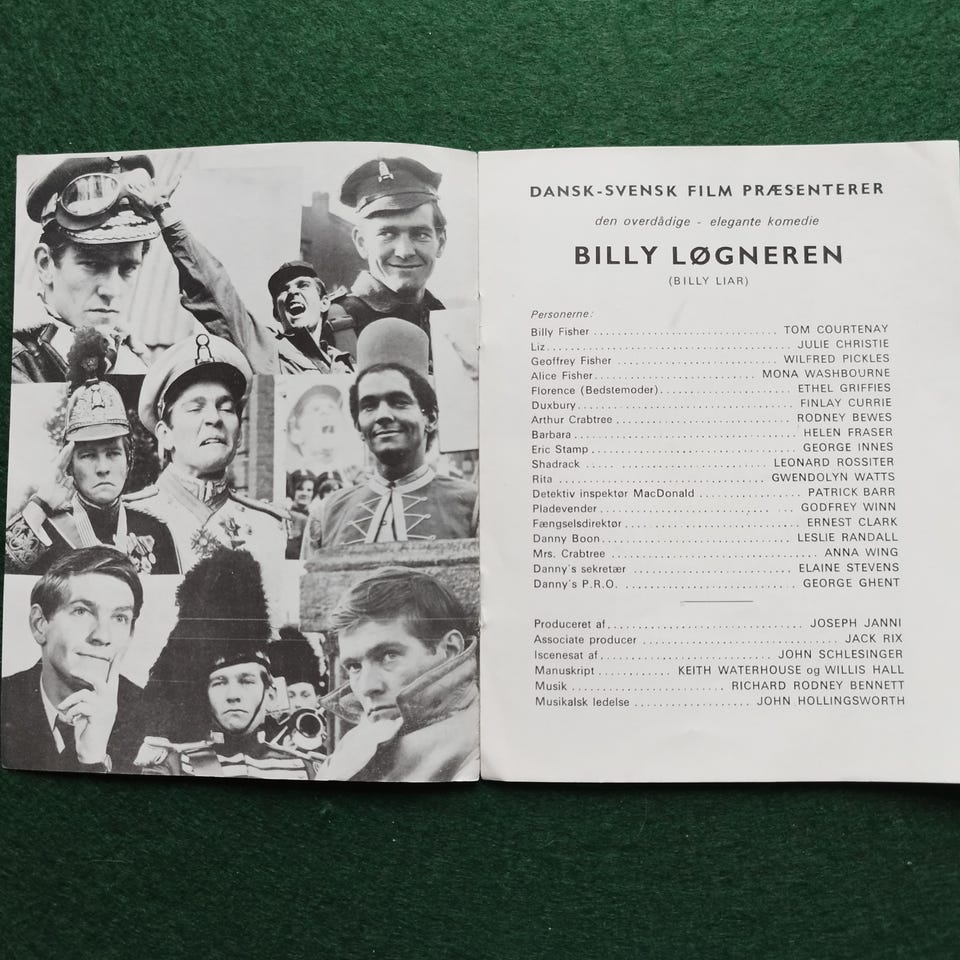 DANSK-SVENSK FILM PRÆSENTERER
den overdådige - elegante komedie
BILLY LØGNEREN
(BILLY LIAR)
Personerne:
Billy Fisher ........................ TOM COURTENAY
Liz ........................ JULIE CHRISTIE
Geoffrey Fisher ........................ WILFRED PICKLES
Alice Fisher ........................ MONA WASHBOURNE
Florence (Bedstemoder) ........................ ETHEL GRIFFIES
Duxbury ........................ FINLAY CURRIE
Arthur Crabtree ........................ RODNEY BEWES
Barbara ........................ HELEN FRASER
Eric Stamp ........................ GEORGE INNES
Shadrack ........................ LEONARD ROSSITER
Rita ........................ GWENDOLYN WATTS
Detektiv inspektør MacDonald ........................ PATRICK BARR
Pladevender ........................ GODFREY WINN
Fængselsdirektør ........................ ERNEST CLARK
Danny Boon ........................ LESLIE RANDALL
Mrs. Crabtree ........................ ANNA WING
Danny's sekretær ........................ ELAINE STEVENS
Danny's P.R.O. ........................ GEORGE GHENT
Produceret af ........................ JOSEPH JANNI
Associate producer ........................ JACK RIX
Iscenesat af ........................ JOHN SCHLESINGER
Manuskript ............ KEITH WATERHOUSE og WILLIS HALL
Musik ........................ RICHARD RODNEY BENNETT
Musikalsk ledelse .................. JOHN HOLLINGSWORTH